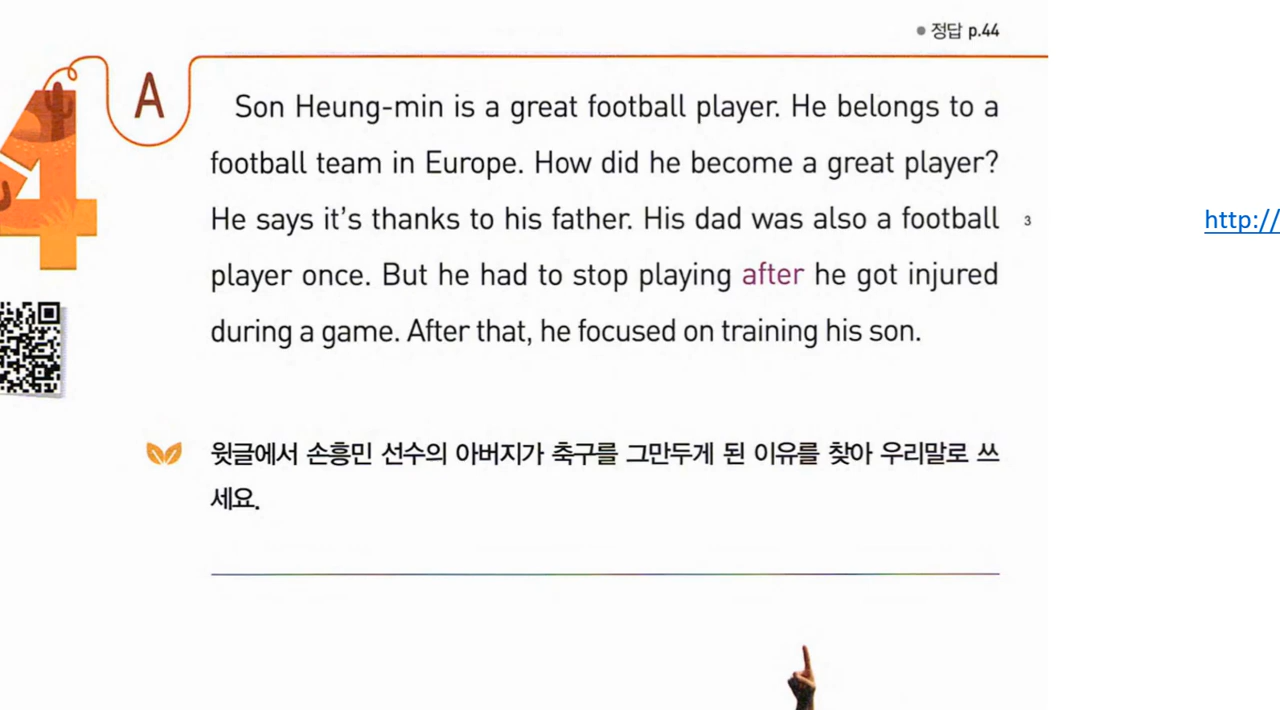 ● 정답 p.44
4
A
Son Heung-min is a great football player. He belongs to a
football team in Europe. How did he become a great player?
He says it's thanks to his father. His dad was also a football
3
player once. But he had to stop playing after he got injured
during a game. After that, he focused on training his son.
http://
윗글에서 손흥민 선수의 아버지가 축구를 그만두게 된 이유를 찾아 우리말로 쓰
세요.